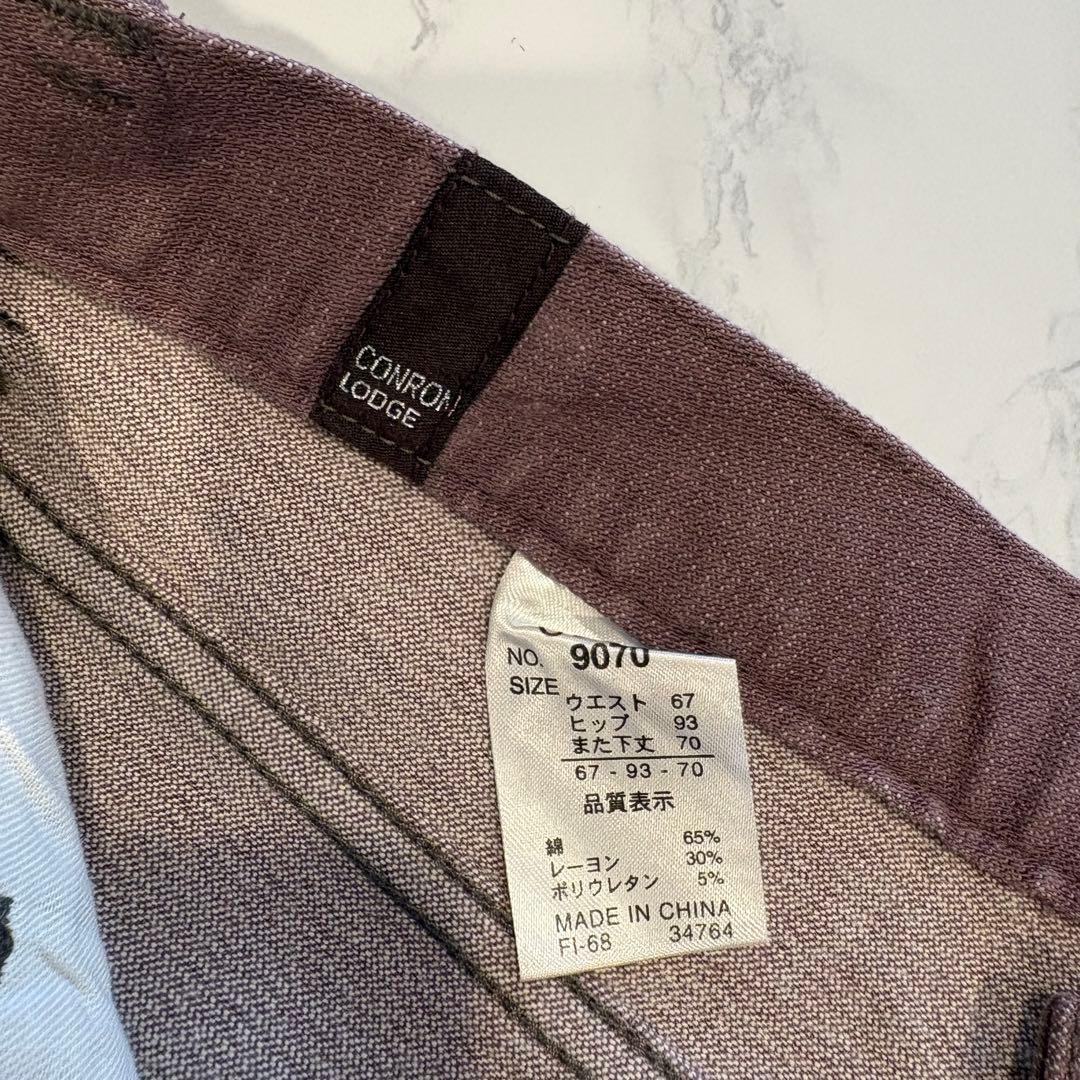 CONRON
LODGE
NO. 9070
SIZE
ウエスト 67
ヒップ 93
また下丈 70
67 - 93 - 70
品質表示
綿 65%
レーヨン 30%
ポリウレタン 5%
MADE IN CHINA
FI-68 34764